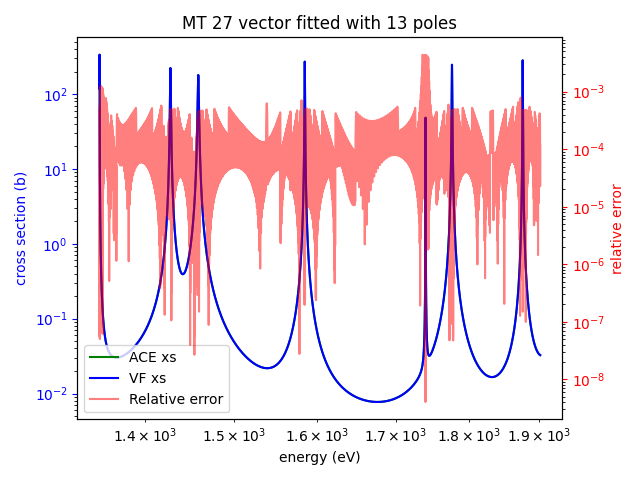 MT 27 vector fitted with 13 poles
10²
10¹
10⁰
10⁻¹
10⁻²
cross section (b)
10⁻³
10⁻⁴
10⁻⁵
10⁻⁶
10⁻⁷
10⁻⁸
relative error
ACE xs
VF xs
Relative error
1.4 × 10³ 1.5 × 10³ 1.6 × 10³ 1.7 × 10³ 1.8 × 10³ 1.9 × 10³
energy (eV)